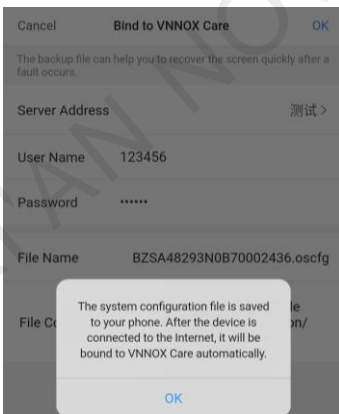 Cancel Bind to VNNOX Care OK
The backup file can help you to recover the screen quickly after a
fault occurs.
Server Address 测试 >
User Name 123456
Password ••••••
File Name BZSA48293N0B70002436.oscfg
The system configuration file is saved
to your phone. After the device is
connected to the Internet, it will be
bound to VNNOX Care automatically.
OK